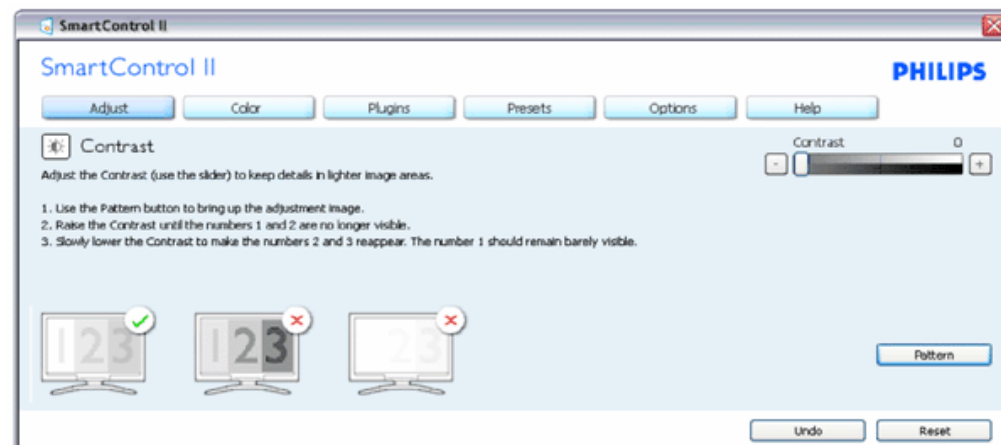 SmartControl II
SmartControl II
PHILIPS
Adjust Color Plugins Presets Options Help
Contrast
Contrast 0
- +
Adjust the Contrast (use the slider) to keep details in lighter image areas.
1. Use the Pattern button to bring up the adjustment image.
2. Raise the Contrast until the numbers 1 and 2 are no longer visible.
3. Slowly lower the Contrast to make the numbers 2 and 3 reappear. The number 1 should remain barely visible.
123 123 23
Pattern
Undo Reset